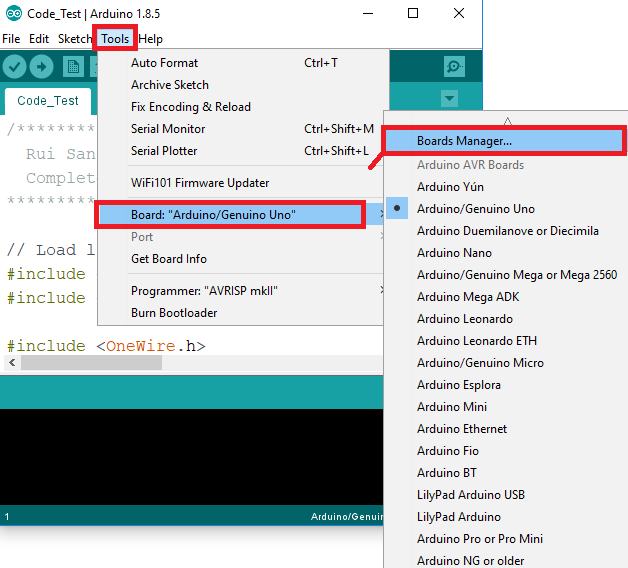 Code_Test | Arduino 1.8.5
File Edit Sketch Tools Help
Code_Test
/********
Rui San
Complet
*********
// Load l
#include
#include
#include <OneWire.h>
1
Arduino/Genuin
Auto Format Ctrl+T
Archive Sketch
Fix Encoding & Reload
Serial Monitor Ctrl+Shift+M
Serial Plotter Ctrl+Shift+L
WiFi101 Firmware Updater
Board: "Arduino/Genuino Uno"
Port
Get Board Info
Programmer: "AVRISP mkII"
Burn Bootloader
Boards Manager...
Arduino AVR Boards
Arduino Yún
Arduino/Genuino Uno
Arduino Duemilanove or Diecimila
Arduino Nano
Arduino/Genuino Mega or Mega 2560
Arduino Mega ADK
Arduino Leonardo
Arduino Leonardo ETH
Arduino/Genuino Micro
Arduino Esplora
Arduino Mini
Arduino Ethernet
Arduino Fio
Arduino BT
LilyPad Arduino USB
LilyPad Arduino
Arduino Pro or Pro Mini
Arduino NG or older